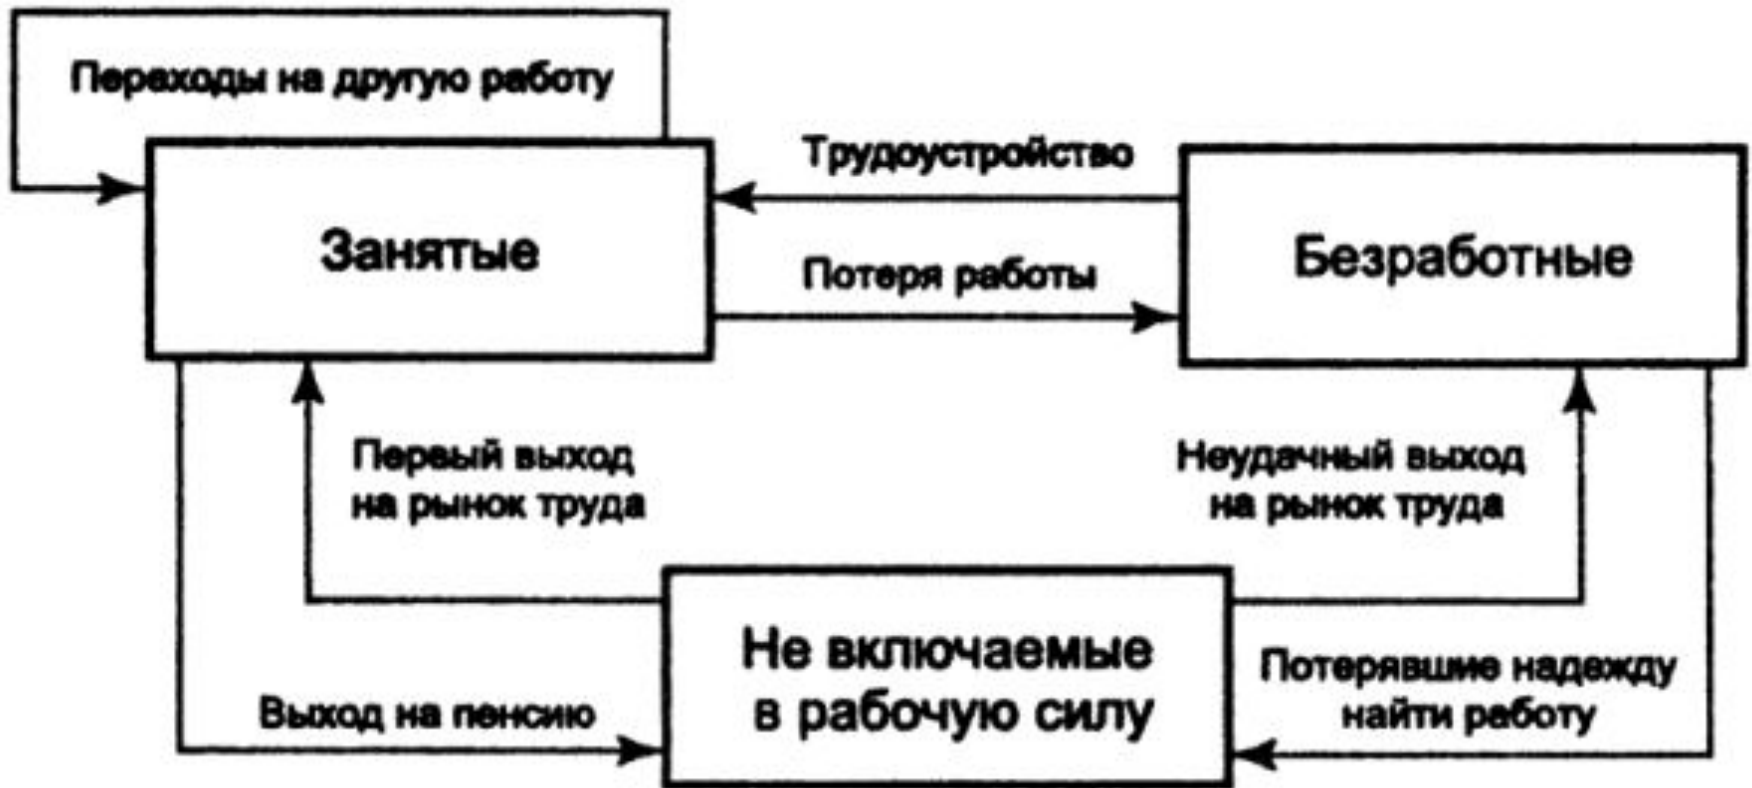 Переходы на другую работу
Трудоустройство
Занятые
Безработные
Потеря работы
Первый выход
на рынок труда
Неудачный выход
на рынок труда
Не включаемые
в рабочую силу
Потерявшие надежду
найти работу
Выход на пенсию